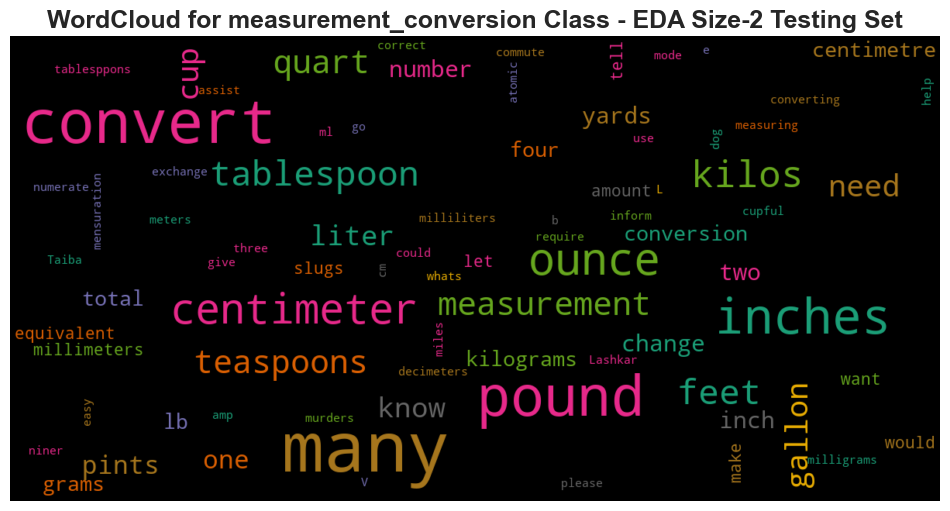 WordCloud for measurement_conversion Class - EDA Size-2 Testing Set
correct
tablesppons
cup
quart
number
commute
tell
mode
e
centimetre
assist
atomic
help
convert
ml
go
yards
converting
measuring
use
dog
four
exchange
tablespoon
kilos
need
numerate
mensuration
amount
L
meters
milliliters
b
inform
cupful
liter
require
conversion
three
could
Taiba
give
slugs
cm
whats
let
ounce
two
total
centimeter
measurement
inches
equivalent
millimeters
miles
change
teaspoons
kilograms
Lashkar
decimeters
pound
feet
want
easy
lb
amp
murders
know
inch
gallon
niner
many
would
pints
one
make
milligrams
grams
V
please